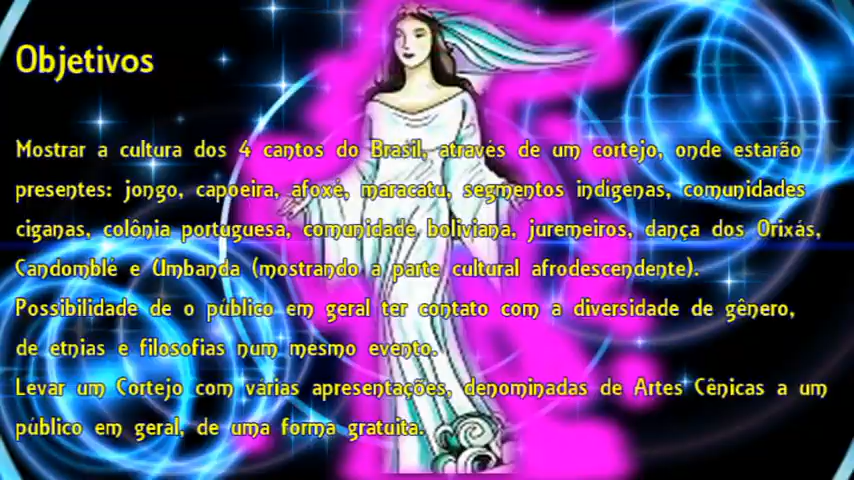 Objetivos
Mostrar a cultura dos 4 cantos do Brasil, através de um cortejo, onde estarão
presentes: jongo, capoeira, afoxé, maracatu, segmentos indígenas, comunidades
ciganas, colônia portuguesa, comunidade boliviana, juremeiros, dança dos Orixás,
Candomblé e Umbanda (mostrando a parte cultural afrodescendente).
Possibilidade de o público em geral ter contato com a diversidade de gênero,
de etnias e filosofias num mesmo evento.
Levar um Cortejo com várias apresentações, denominadas de Artes Cênicas a um
público em geral, de uma forma gratuita.